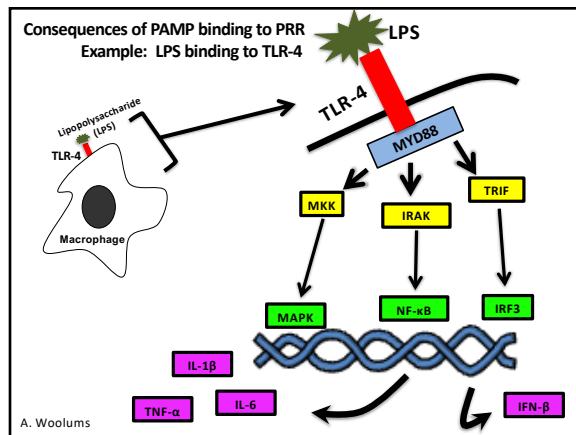 Consequences of PAMP binding to PRR
Example: LPS binding to TLR-4
LPS
TLR-4
Lipopolysaccharide
(LPS)
TLR-4
MYD88
Macrophage
MKK
IRAK
TRIF
MAPK
NF-κB
IRF3
IL-1β
TNF-α
IL-6
IFN-β
A. Woolums